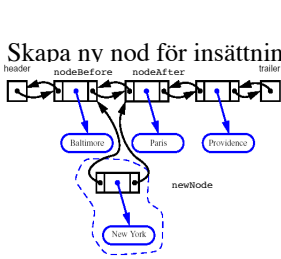 Skapa ny nod för insättnin
header nodeBefore nodeAfter trailer
Baltimore Paris Providence
newNode
New York